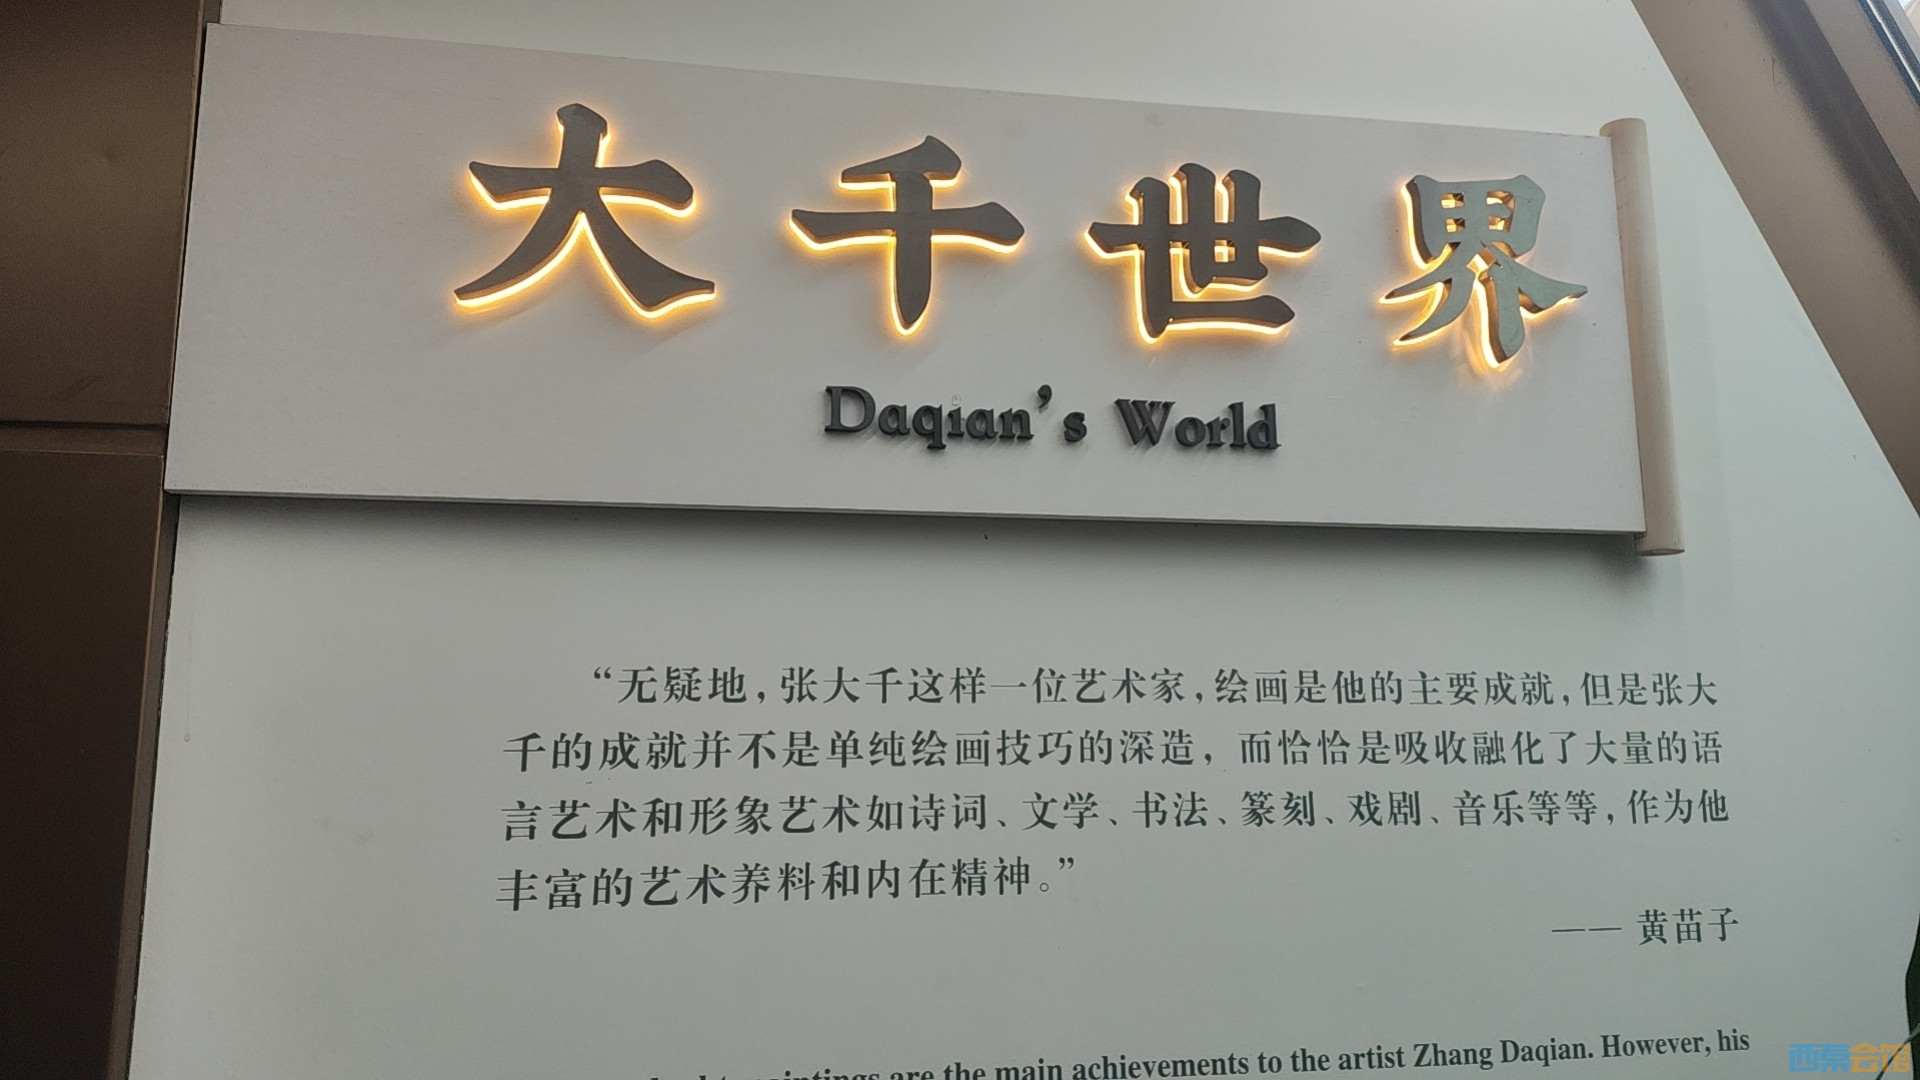 大千世界
Daqian's World
“无疑地，张大千这样一位艺术家，绘画是他的主要成就，但是张大
千的成就并不是单纯绘画技巧的深造，而恰恰是吸收融化了大量的语
言艺术和形象艺术如诗词、文学、书法、篆刻、戏剧、音乐等等，作为他
丰富的艺术养料和内在精神。”
—— 黄苗子
paintings are the main achievements to the artist Zhang Daqian. However, his
西秦会馆